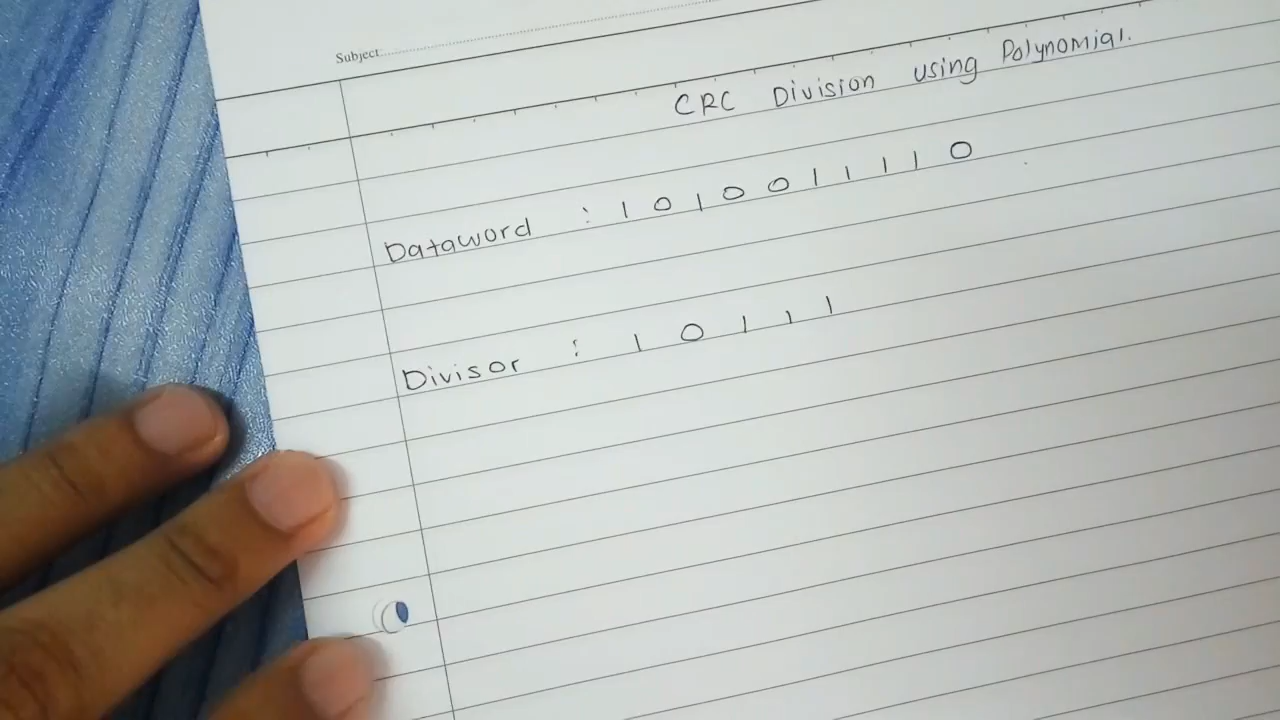 Subject:
CRC Division using Polynomial.
Dataword : 1 0 1 0 0 1 1 1 1 0
Divisor : 1 0 1 1 1